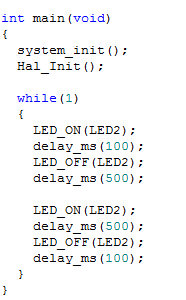 int main(void)
{
system_init();
Hal_Init();
while(1)
{
LED_ON(LED2);
delay_ms(100);
LED_OFF(LED2);
delay_ms(500);
LED_ON(LED2);
delay_ms(500);
LED_OFF(LED2);
delay_ms(100);
}
}